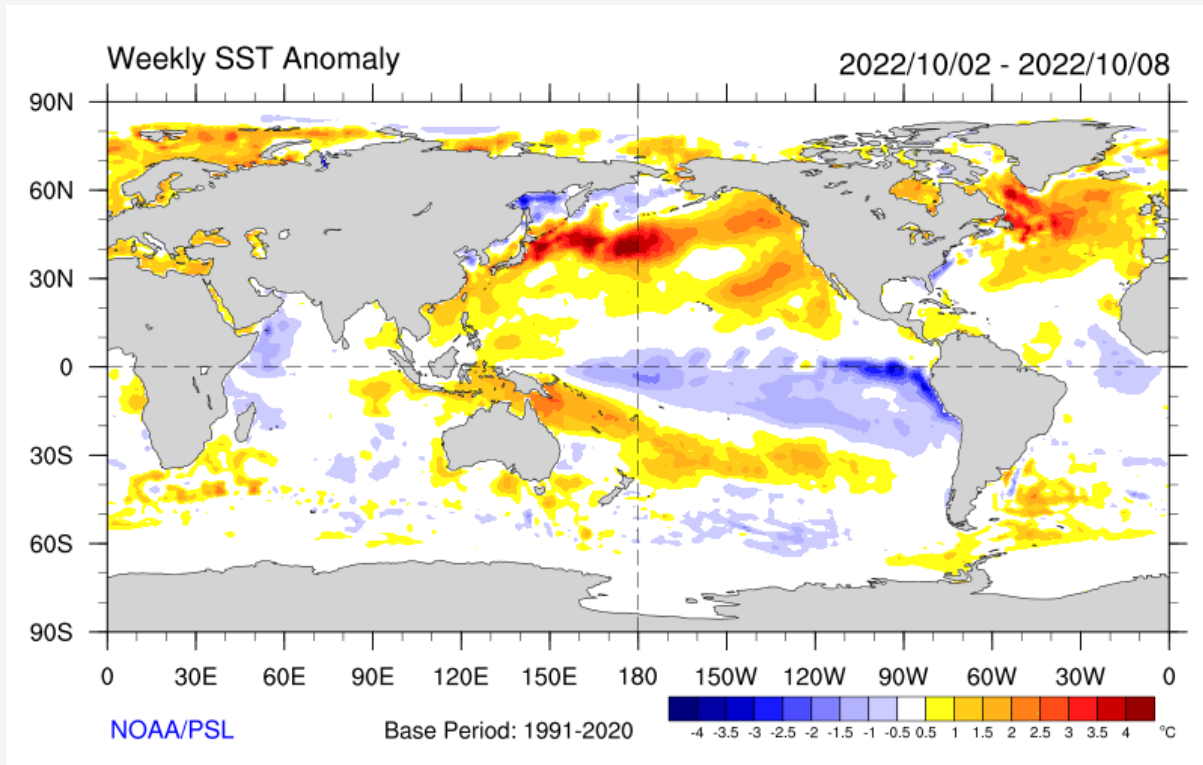 Weekly SST Anomaly 2022/10/02 - 2022/10/08
90N
60N
30N
0
30S
60S
90S
0 30E 60E 90E 120E 150E 180 150W 120W 90W 60W 30W 0
NOAA/PSL Base Period: 1991-2020
-4 -3.5 -3 -2.5 -2 -1.5 -1 -0.5 0.5 1 1.5 2 2.5 3 3.5 4 °C